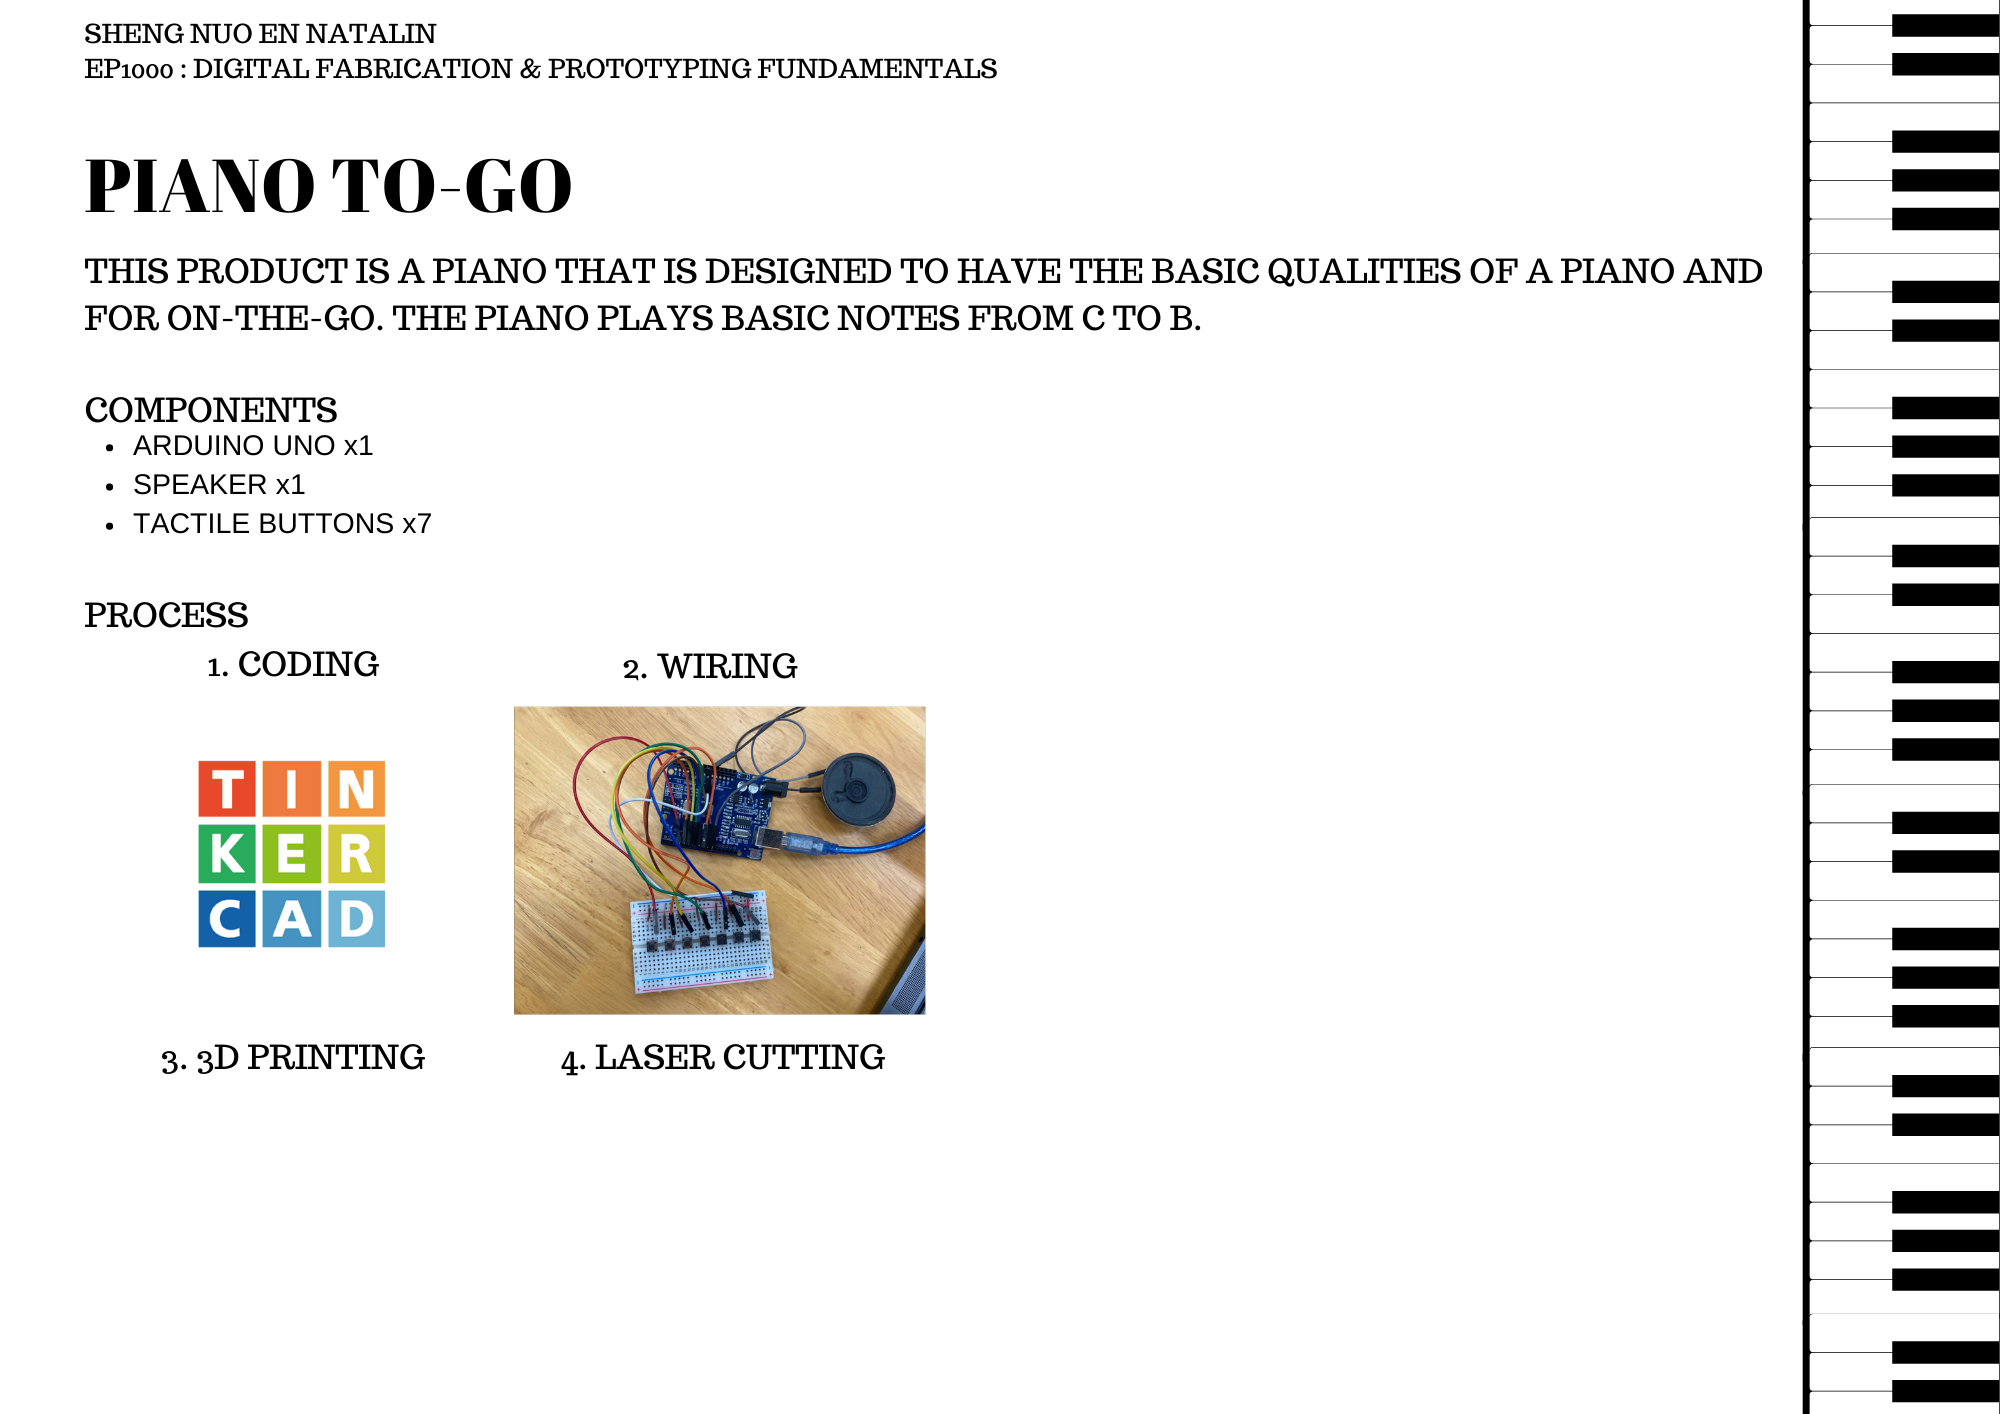 SHENG NUO EN NATALIN
EP1000 : DIGITAL FABRICATION & PROTOTYPING FUNDAMENTALS
PIANO TO-GO
THIS PRODUCT IS A PIANO THAT IS DESIGNED TO HAVE THE BASIC QUALITIES OF A PIANO AND
FOR ON-THE-GO. THE PIANO PLAYS BASIC NOTES FROM C TO B.
COMPONENTS
• ARDUINO UNO x1
• SPEAKER x1
• TACTILE BUTTONS x7
PROCESS
1. CODING
2. WIRING
TIN
KER
CAD
3. 3D PRINTING
4. LASER CUTTING